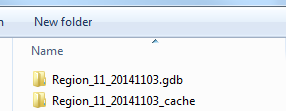 New folder
Name
Region_11_20141103.gdb
Region_11_20141103_cache